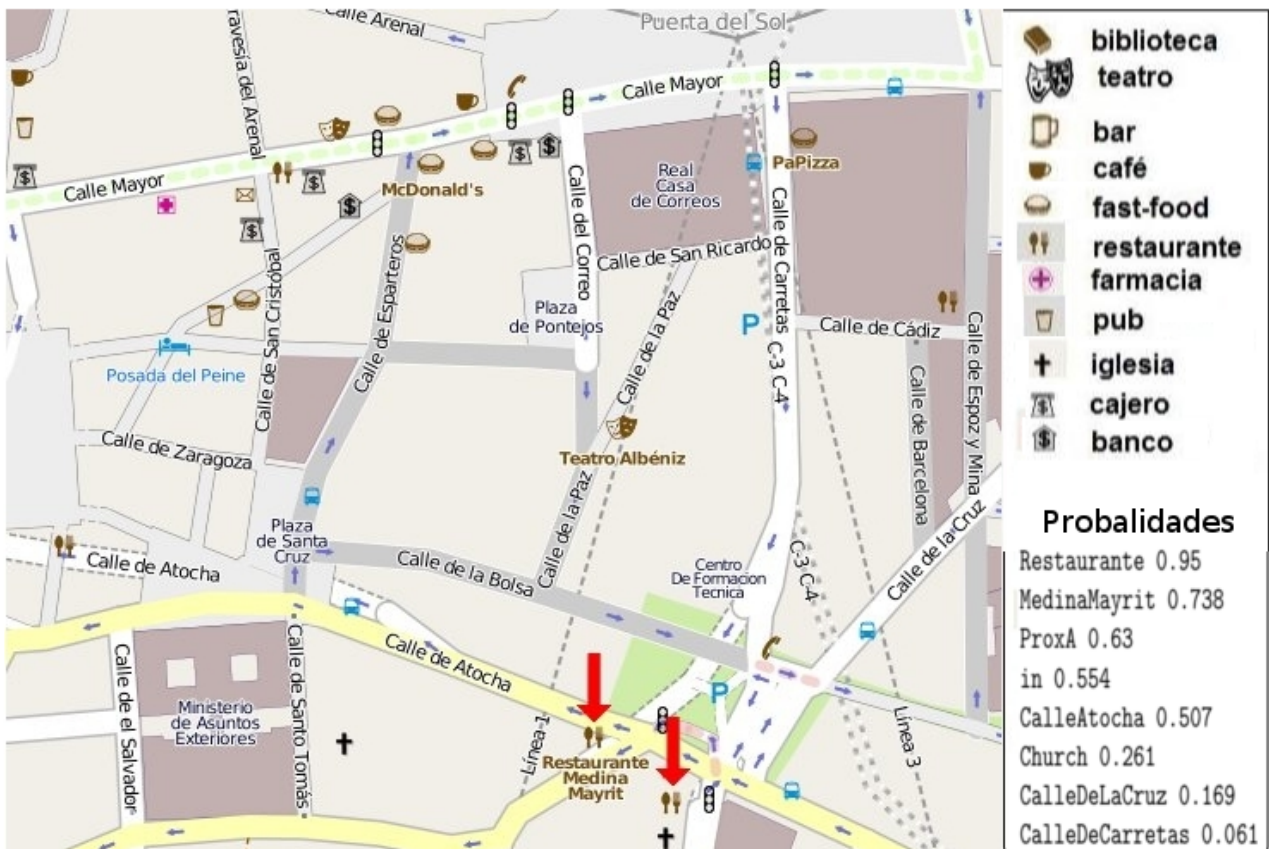 Calle Arenal
Puerta del Sol
ravesía del Arenal
Calle Mayor
Calle Mayor
PaPizza
McDonald's
Real
Casa
de Correos
Calle del Correo
Calle de San Ricardo
Calle de Carretas
C-3 C-4
Calle de San Cristóbal
Calle de Esparteros
Plaza
de Pontejos
Calle de la Paz
P
Calle de Cádiz
Posada del Peine
Calle de Barcelona
Calle de Espoz y Mina
Calle de Zaragoza
Teatro Albéniz
Calle de la Paz
Plaza
de Santa
Cruz
Calle de Atocha
Calle de la Bolsa
Centro
De Formacion
Tecnica
C-3 C-4
Calle de la Cruz
Calle de Atocha
P
Calle de el Salvador
Ministerio
de Asuntos
Exteriores
Calle de Santo Tomás
Línea 1
Línea 3
Restaurante
Medina
Mayrit
biblioteca
teatro
bar
café
fast-food
restaurante
farmacia
pub
iglesia
cajero
banco
Probalidades
Restaurante 0.95
MedinaMayrit 0.738
ProxA 0.63
in 0.554
CalleAtocha 0.507
Church 0.261
CalleDeLaCruz 0.169
CalleDeCarretas 0.061